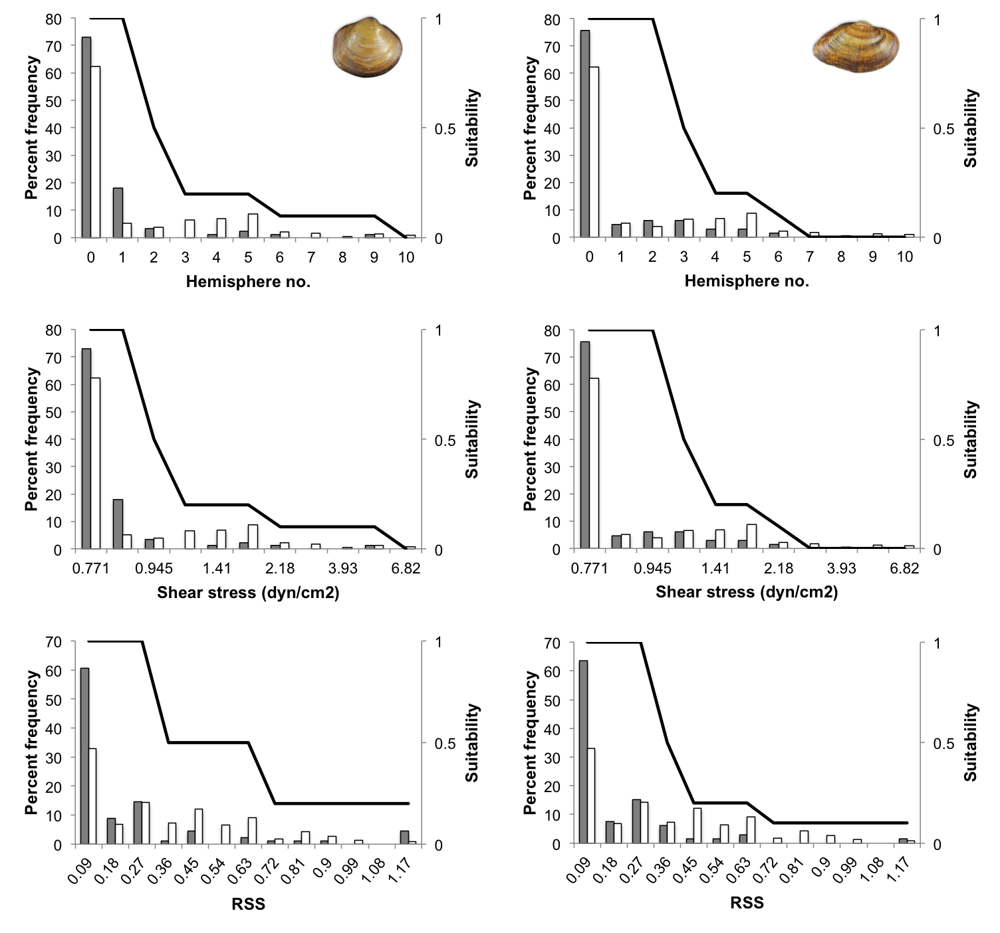 80 70 60 50 40 30 20 10 0
Percent frequency
1 0.5 0
Suitability
0 1 2 3 4 5 6 7 8 9 10
Hemisphere no.
80 70 60 50 40 30 20 10 0
Percent frequency
1 0.5 0
Suitability
0 1 2 3 4 5 6 7 8 9 10
Hemisphere no.
80 70 60 50 40 30 20 10 0
Percent frequency
1 0.5 0
Suitability
0.771 0.945 1.41 2.18 3.93 6.82
Shear stress (dyn/cm2)
80 70 60 50 40 30 20 10 0
Percent frequency
1 0.5 0
Suitability
0.771 0.945 1.41 2.18 3.93 6.82
Shear stress (dyn/cm2)
70 60 50 40 30 20 10 0
Percent frequency
1 0.5 0
Suitability
0.09 0.18 0.27 0.36 0.45 0.54 0.63 0.72 0.81 0.9 0.99 1.08 1.17
RSS
70 60 50 40 30 20 10 0
Percent frequency
1 0.5 0
Suitability
0.09 0.18 0.27 0.36 0.45 0.54 0.63 0.72 0.81 0.9 0.99 1.08 1.17
RSS